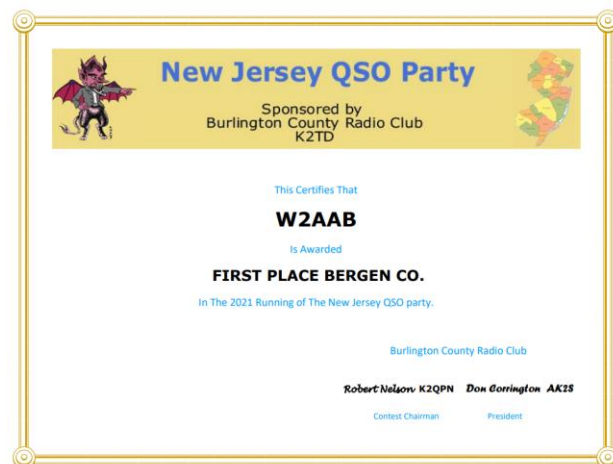 New Jersey QSO Party
Sponsored by
Burlington County Radio Club
K2TD
This Certifies That
W2AAB
Is Awarded
FIRST PLACE BERGEN CO.
In The 2021 Running of The New Jersey QSO party.
Burlington County Radio Club
Robert Nelson K2QPN Don Corrington AK2S
Contest Chairman President